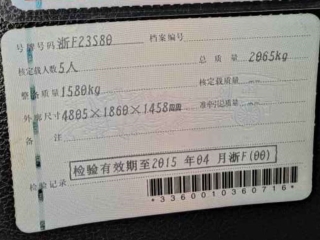 号牌号码 浙F23S80 档案编号
核定载人数 5人 总质量 2065kg
整备质量 1580kg 核定载质量
外廓尺寸 4805×1860×1458mm 准牵引总质量
备注
检验有效期至2015 年 04 月浙F(00)
检验记录
*3360010360716*